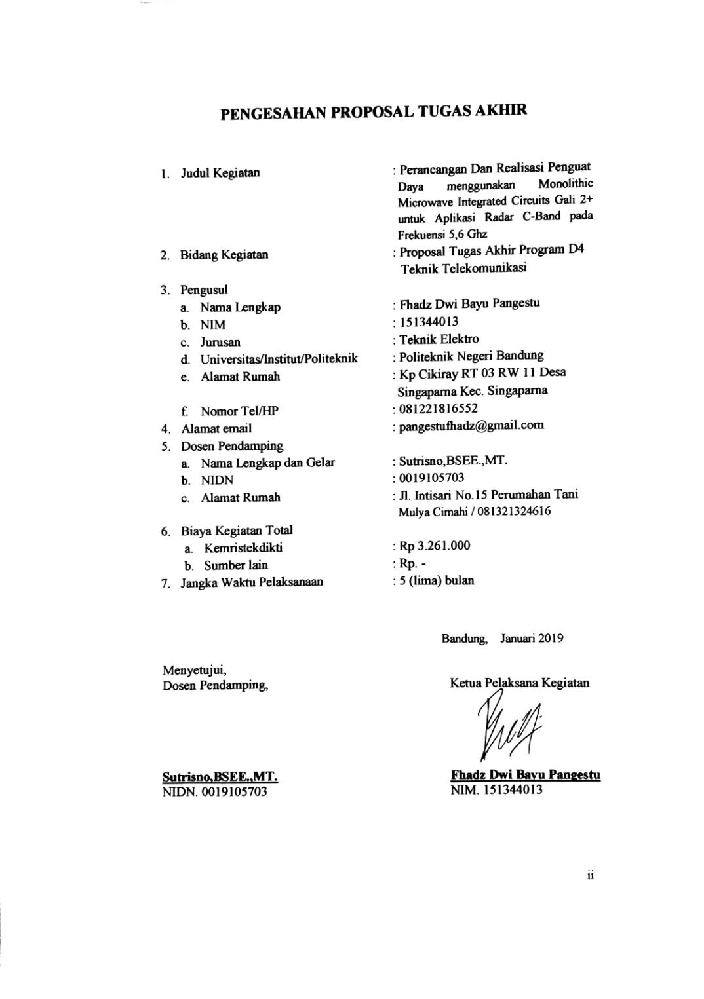 PENGESAHAN PROPOSAL TUGAS AKHIR
1. Judul Kegiatan : Perancangan Dan Realisasi Penguat
Daya menggunakan Monolithic
Microwave Integrated Circuits Gali 2+
untuk Aplikasi Radar C-Band pada
Frekuensi 5,6 Ghz
2. Bidang Kegiatan : Proposal Tugas Akhir Program D4
Teknik Telekomunikasi
3. Pengusul
a. Nama Lengkap : Fhadz Dwi Bayu Pangestu
b. NIM : 151344013
c. Jurusan : Teknik Elektro
d. Universitas/Institut/Politeknik : Politeknik Negeri Bandung
e. Alamat Rumah : Kp Cikiray RT 03 RW 11 Desa
Singaparna Kec. Singaparna
f. Nomor Tel/HP : 081221816552
4. Alamat email : pangestufhadz@gmail.com
5. Dosen Pendamping
a. Nama Lengkap dan Gelar : Sutrisno,BSEE.,MT.
b. NIDN : 0019105703
c. Alamat Rumah : Jl. Intisari No.15 Perumahan Tani
Mulya Cimahi / 081321324616
6. Biaya Kegiatan Total
a. Kemristekdikti : Rp 3.261.000
b. Sumber lain : Rp. -
7. Jangka Waktu Pelaksanaan : 5 (lima) bulan
Bandung, Januari 2019
Menyetujui,
Dosen Pendamping, Ketua Pelaksana Kegiatan
Sutrisno,BSEE.,MT. Fhadz Dwi Bayu Pangestu
NIDN. 0019105703 NIM. 151344013
ii